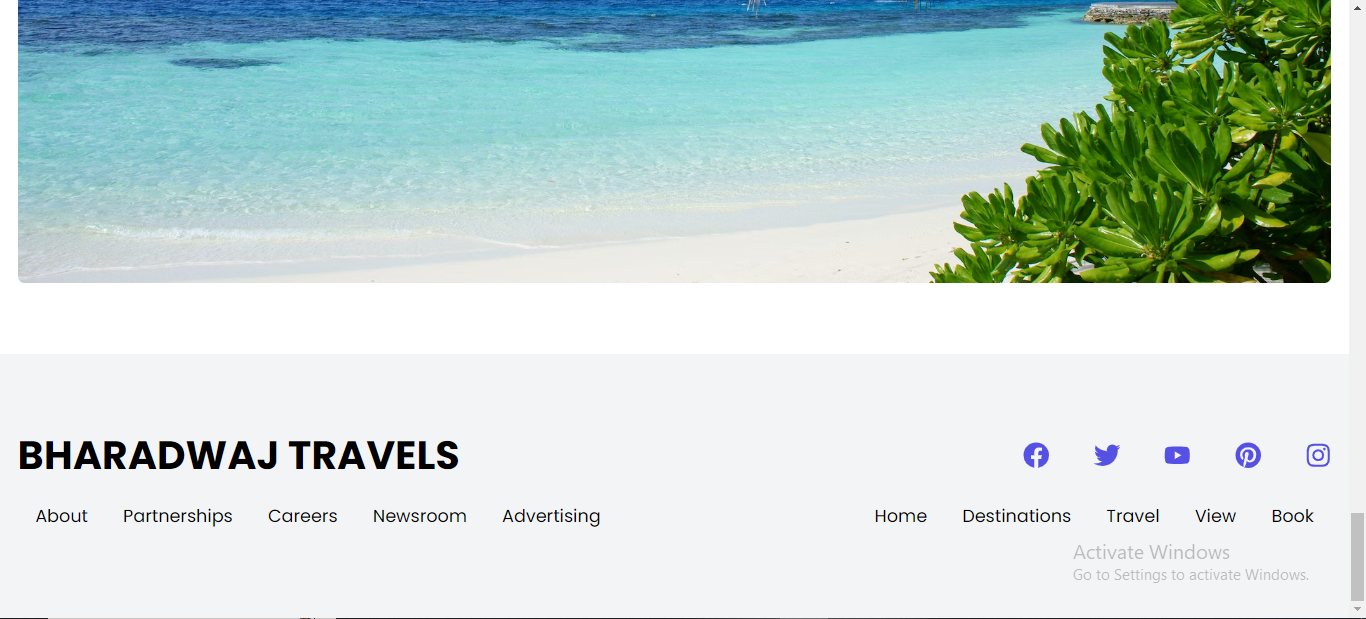 BHARADWAJ TRAVELS
About Partnerships Careers Newsroom Advertising
Home Destinations Travel View Book
Activate Windows
Go to Settings to activate Windows.